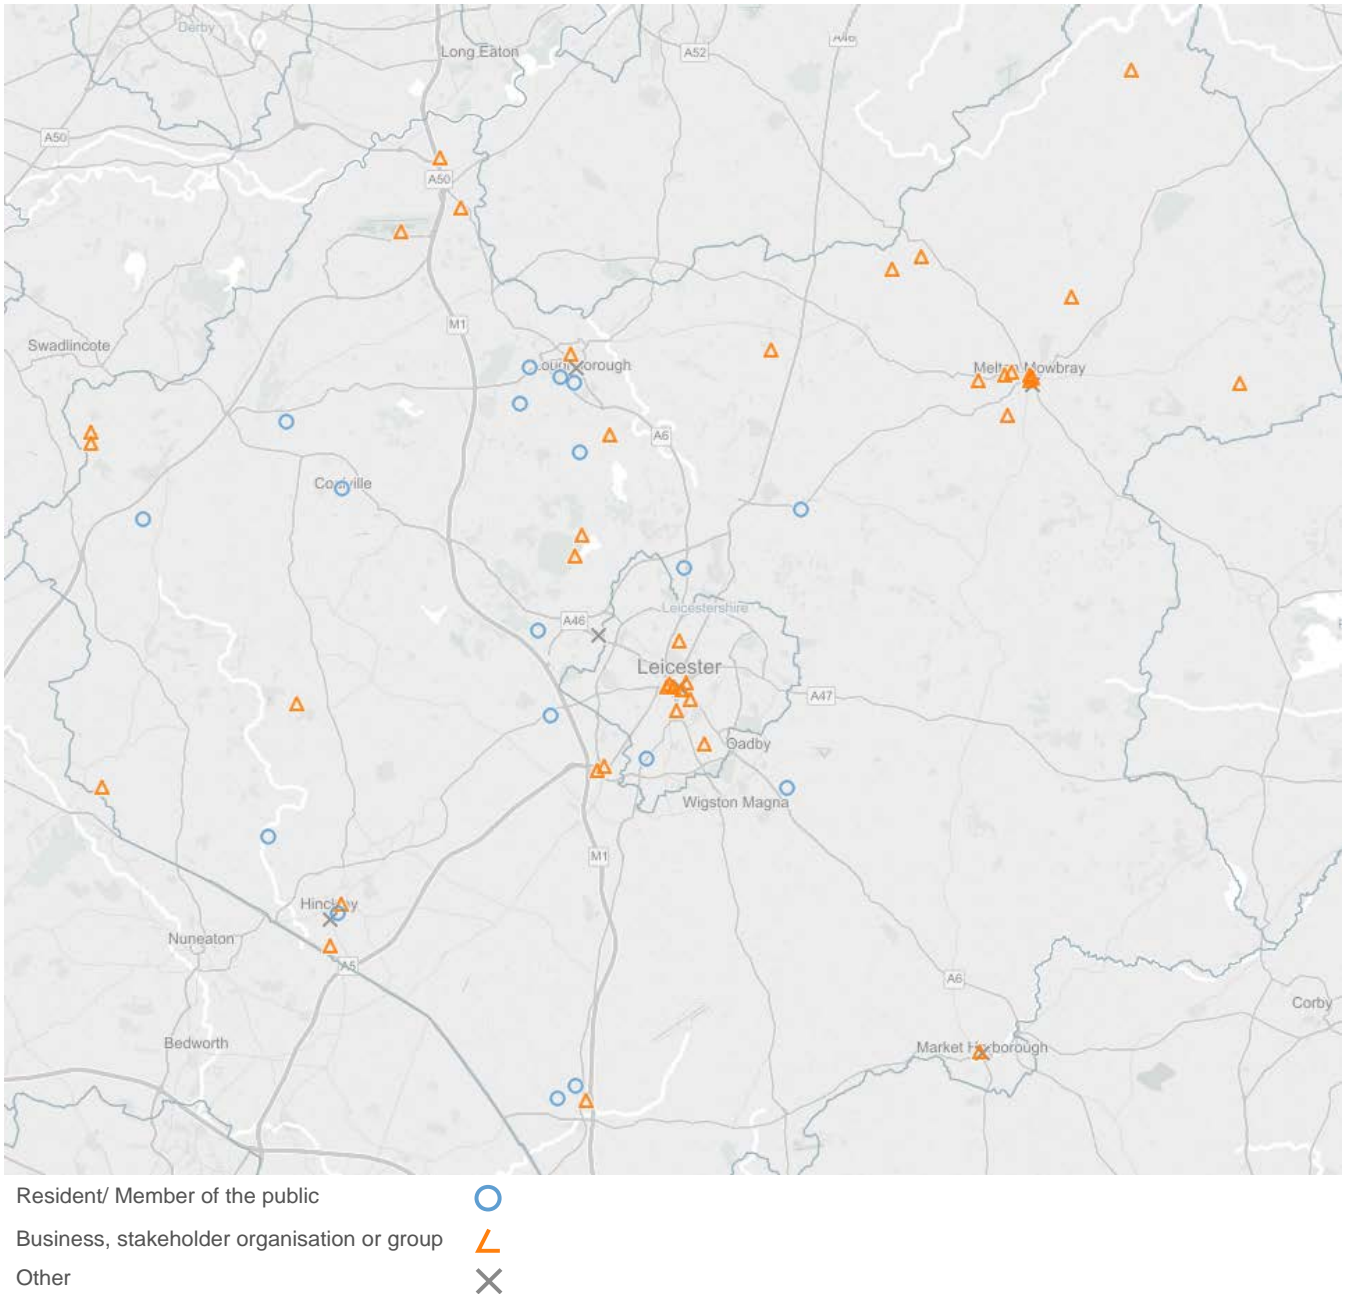 Derby
Long Eaton
A52
A46
A50
A50
M1
Swadlincote
Loughborough
Melton Mowbray
A6
Coalville
A46
Leicestershire
Leicester
A47
Oadby
Wigston Magna
M1
Hinckley
Nuneaton
A5
A6
Corby
Bedworth
Market Harborough
Resident/ Member of the public
Business, stakeholder organisation or group
Other